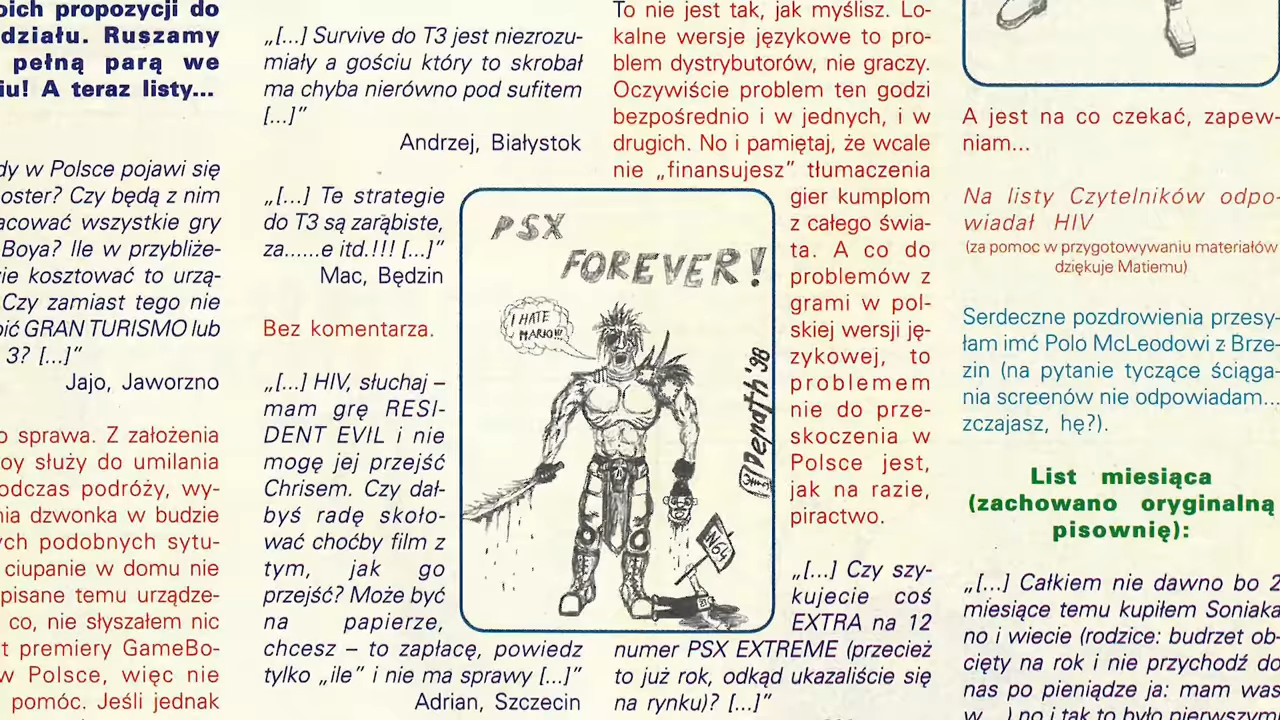 oich propozycji do
działu. Ruszamy
pełną parą we
iu! A teraz listy...
dy w Polsce pojawi się
oster? Czy będą z nim
acować wszystkie gry
Boya? Ile w przybliże-
ie kosztować to urzą-
Czy zamiast tego nie
bić GRAN TURISMO lub
3? [...]"
Jajo, Jaworzno
o sprawa. Z założenia
oy służy do umilania
odczas podróży, wy-
nia dzwonka w budzie
ych podobnych sytu-
ciupanie w domu nie
pisane temu urządze-
co, nie słyszałem nic
t premiery GameBo-
w Polsce, więc nie
pomóc. Jeśli jednak
„[...] Survive do T3 jest niezrozu-
miały a gościu który to skrobał
ma chyba nierówno pod sufitem
[...]"
Andrzej, Białystok
„[...] Te strategie
do T3 są zarąbiste,
za......e itd.!!! [...]"
Mac, Będzin
Bez komentarza.
„[...] HIV, słuchaj –
mam grę RESI-
DENT EVIL i nie
mogę jej przejść
Chrisem. Czy dał-
byś radę skoło-
wać choćby film z
tym, jak go
przejść? Może być
na papierze,
chcesz – to zapłacę, powiedz
tylko „ile" i nie ma sprawy [...]"
Adrian, Szczecin
PSX
FOREVER!
I HATE
MARIO!!!
Depath '98
N64
To nie jest tak, jak myślisz. Lo-
kalne wersje językowe to pro-
blem dystrybutorów, nie graczy.
Oczywiście problem ten godzi
bezpośrednio i w jednych, i w
drugich. No i pamiętaj, że wcale
nie „finansujesz" tłumaczenia
gier kumplom
z całego świa-
ta. A co do
problemów z
grami w pol-
skiej wersji ję-
zykowej, to
problemem
nie do prze-
skoczenia w
Polsce jest,
jak na razie,
piractwo.
„[...] Czy szy-
kujecie coś
EXTRA na 12
numer PSX EXTREME (przecież
to już rok, odkąd ukazaliście się
na rynku)? [...]"
A jest na co czekać, zapew-
niam...
Na listy Czytelników odpo-
wiadał HIV
(za pomoc w przygotowywaniu materiałów
dziękuje Matiemu)
Serdeczne pozdrowienia przesy-
łam imć Polo McLeodowi z Brze-
zin (na pytanie tyczące ściąga-
nia screenów nie odpowiadam...
zczajasz, hę?).
List miesiąca
(zachowano oryginalną
pisownię):
„[...] Całkiem nie dawno bo 2
miesiące temu kupiłem Soniaka
no i wiecie (rodzice: budrzet ob-
cięty na rok i nie przychodź do
nas po pieniądze ja: mam was
w....) no i tak to było pierwszymi